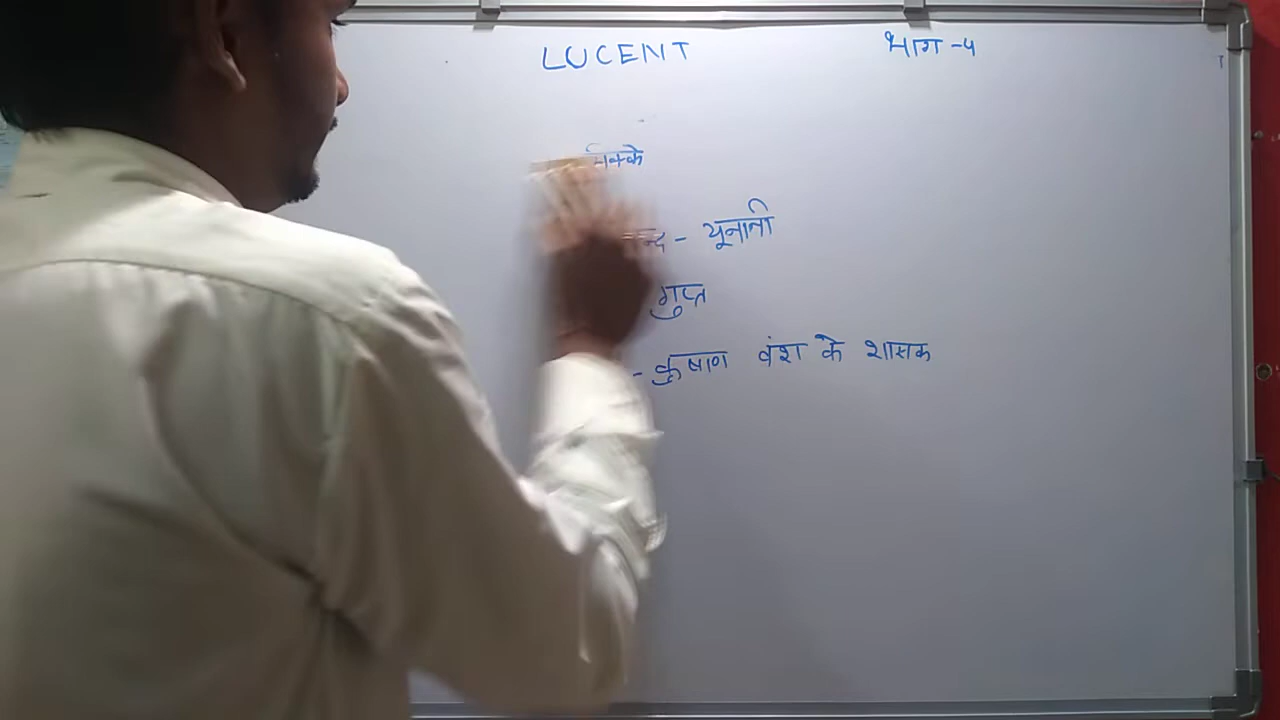 LUCENT भाग -५
- यूनानी
गुप्त
- कुषाण वंश के शासक